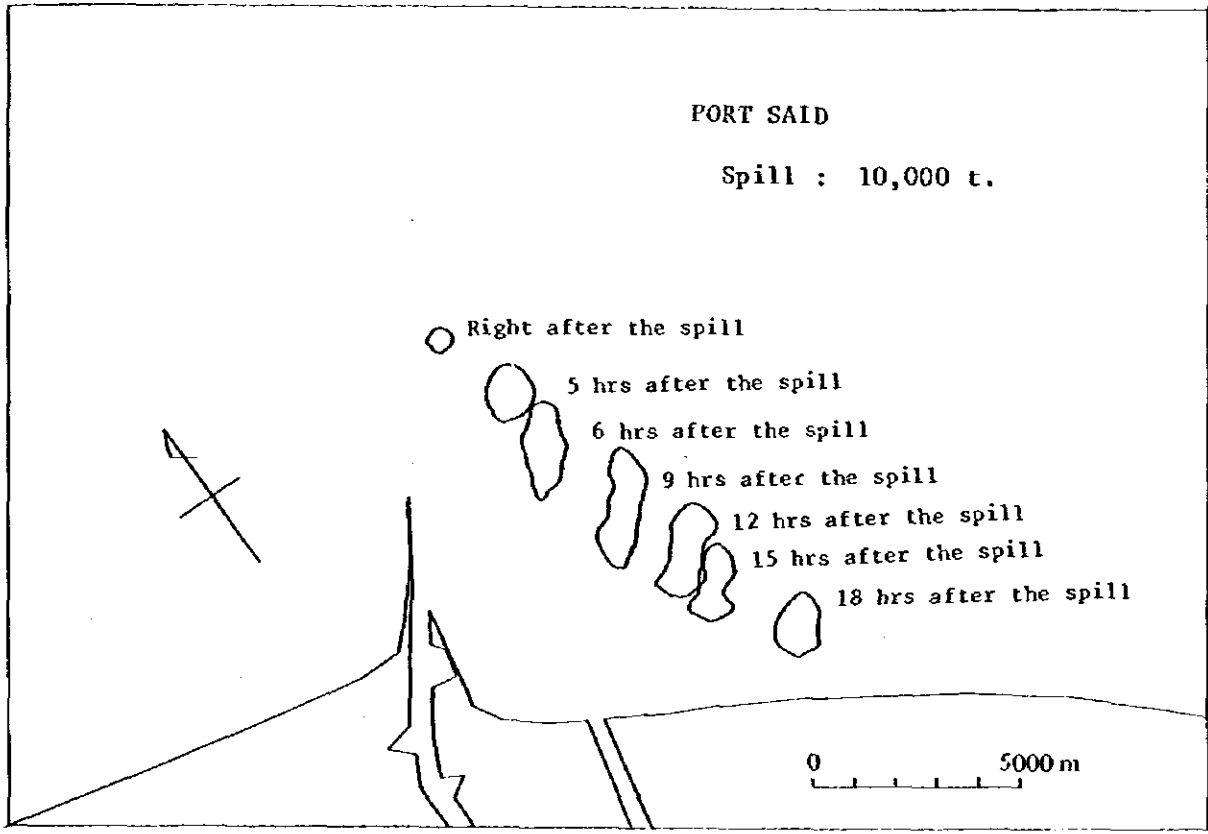 PORT SAID
Spill : 10,000 t.
Right after the spill
5 hrs after the spill
6 hrs after the spill
9 hrs after the spill
12 hrs after the spill
15 hrs after the spill
18 hrs after the spill
0 5000 m